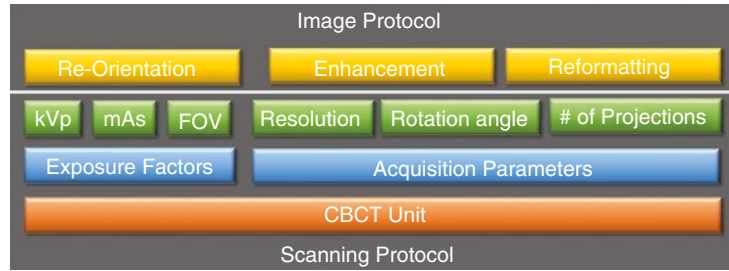 Image Protocol
Re-Orientation Enhancement Reformatting
kVp mAs FOV Resolution Rotation angle # of Projections
Exposure Factors Acquisition Parameters
CBCT Unit
Scanning Protocol